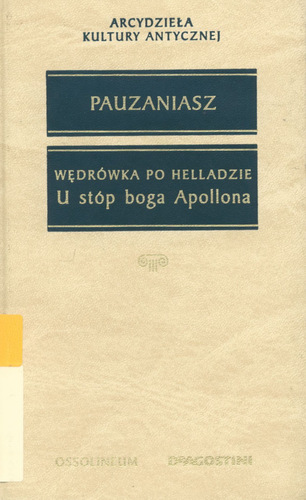 ARCYDZIEŁA
KULTURY ANTYCZNEJ
PAUZANIASZ
WĘDRÓWKA PO HELLADZIE
U stóp boga Apollona
OSSOLINEUM DEAGOSTINI